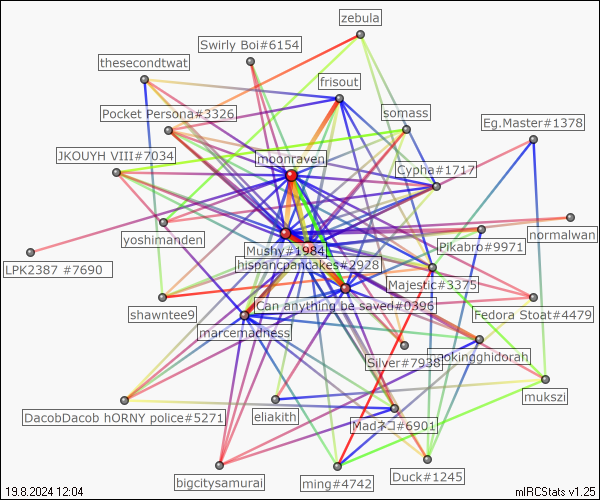 zebula
Swirly Boi#6154
thesecondtwat
frisout
Pocket Persona#3326
somass
Eg.Master#1378
JKOUYH VIII#7034
moonraven
Cypha#1717
yoshimanden
normalwan
Pikabro#9971
Mushy#1984
LPK2387 #7690
hispancpancakes#2928
Majestic#3375
Can anything be saved#0396
shawntee9
Fedora Stoat#4479
marcemadness
okingghidorah
Silver#7938
mukszi
DacobDacob hORNY police#5271
eliakith
Madネコ#6901
bigcitysamurai
ming#4742
Duck#1245
19.8.2024 12:04
mIRCStats v1.25